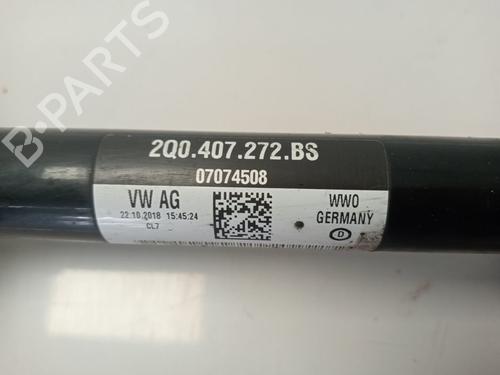 2Q0.407.272.BS
07074508
VW AG
22.10.2018 15:45:24
CL7
WWO
GERMANY
D
B-PARTS